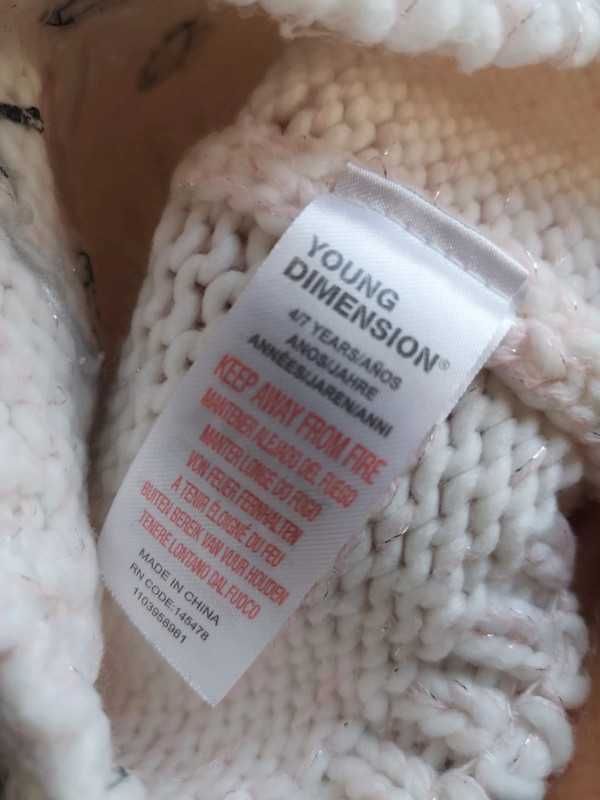 YOUNG
DIMENSION®
4/7 YEARS/AÑOS
ANOS/JAHRE
ANNÉES/JAREN/ANNI
KEEP AWAY FROM FIRE
MANTENER ALEJADO DEL FUEGO
MANTER LONGE DO FOGO
VON FEUER FERNHALTEN
À TENIR ÉLOIGNÉ DU FEU
BUITEN BEREIK VAN VUUR HOUDEN
TENERE LONTANO DAL FUOCO
MADE IN CHINA
RN CODE:145478
1103958981